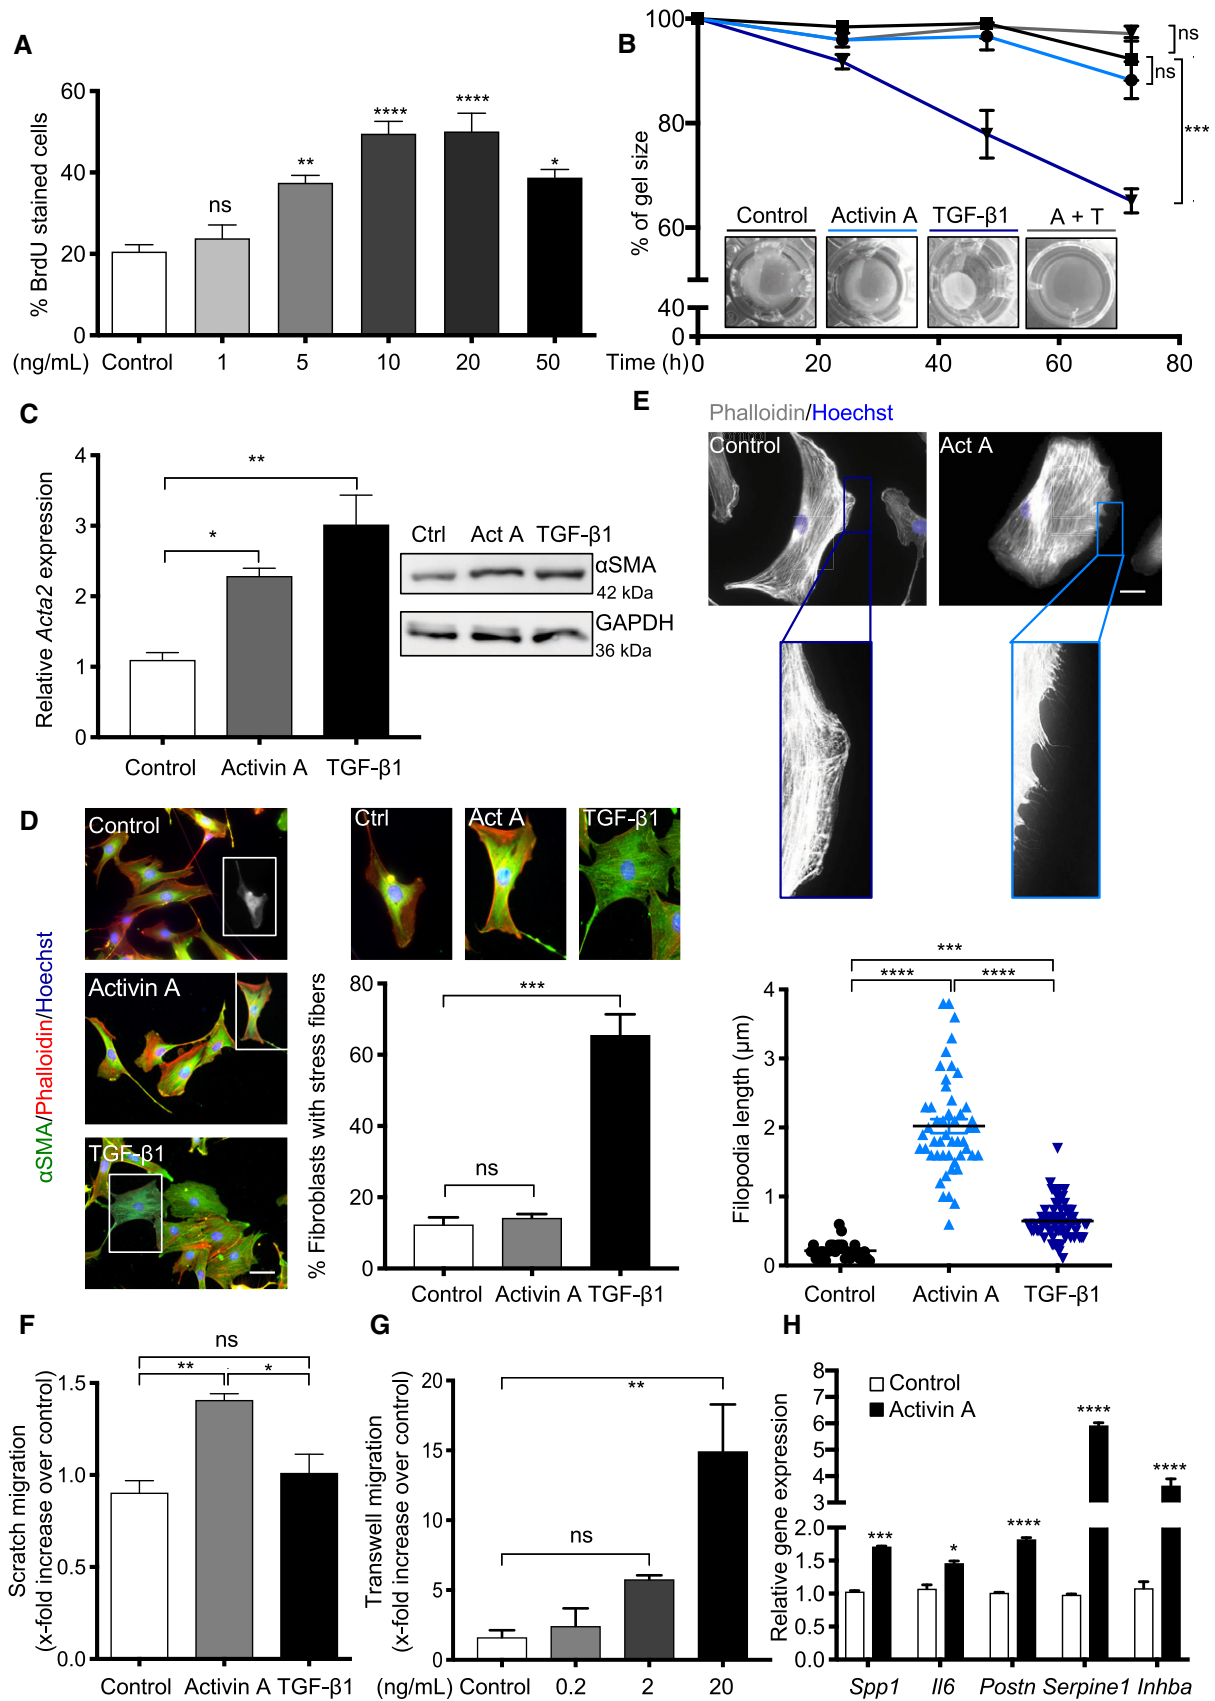 A
% BrdU stained cells
60
40
20
0
ns
**
****
****
*
(ng/mL) Control 1 5 10 20 50
B
% of gel size
100
80
60
40
0
ns
ns
***
Control Activin A TGF-β1 A + T
Time (h) 0 20 40 60 80
C
Relative Acta2 expression
4
3
2
1
0
**
*
Control Activin A TGF-β1
Ctrl Act A TGF-β1
αSMA
42 kDa
GAPDH
36 kDa
D
αSMA/Phalloidin/Hoechst
Control
Activin A
TGF-β1
Ctrl Act A TGF-β1
% Fibroblasts with stress fibers
80
60
40
20
0
***
ns
Control Activin A TGF-β1
E
Phalloidin/Hoechst
Control Act A
***
**** ****
Filopodia length (μm)
4
3
2
1
0
Control Activin A TGF-β1
F
Scratch migration
(x-fold increase over control)
1.5
1.0
0.5
0.0
ns
** *
Control Activin A TGF-β1
G
Transwell migration
(x-fold increase over control)
20
15
10
5
0
**
ns
(ng/mL) Control 0.2 2 20
H
Relative gene expression
8
7
6
5
4
3
2.0
1.5
1.0
0.5
0.0
Control
Activin A
***
*
****
****
****
Spp1 Il6 Postn Serpine1 Inhba